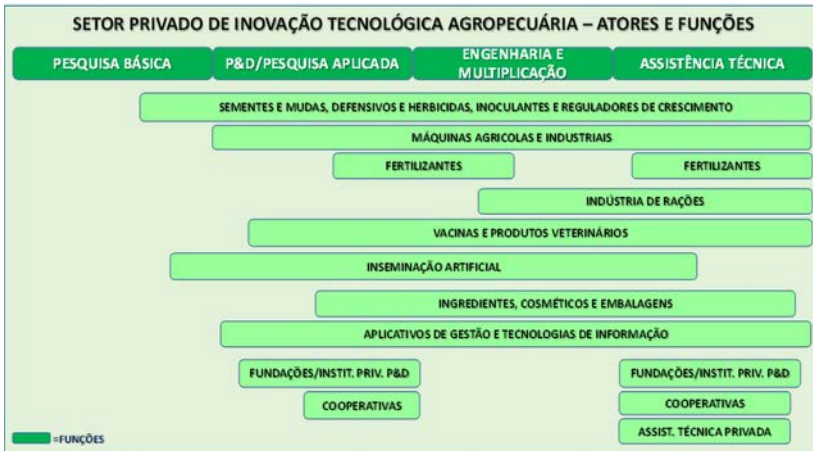 SETOR PRIVADO DE INOVAÇÃO TECNOLÓGICA AGROPECUÁRIA – ATORES E FUNÇÕES
PESQUISA BÁSICA
P&D/PESQUISA APLICADA
ENGENHARIA E
MULTIPLICAÇÃO
ASSISTÊNCIA TÉCNICA
SEMENTES E MUDAS, DEFENSIVOS E HERBICIDAS, INOCULANTES E REGULADORES DE CRESCIMENTO
MÁQUINAS AGRICOLAS E INDUSTRIAIS
FERTILIZANTES
FERTILIZANTES
INDÚSTRIA DE RAÇÕES
VACINAS E PRODUTOS VETERINÁRIOS
INSEMINAÇÃO ARTIFICIAL
INGREDIENTES, COSMÉTICOS E EMBALAGENS
APLICATIVOS DE GESTÃO E TECNOLOGIAS DE INFORMAÇÃO
FUNDAÇÕES/INSTIT. PRIV. P&D
FUNDAÇÕES/INSTIT. PRIV. P&D
COOPERATIVAS
COOPERATIVAS
ASSIST. TÉCNICA PRIVADA
=FUNÇÕES